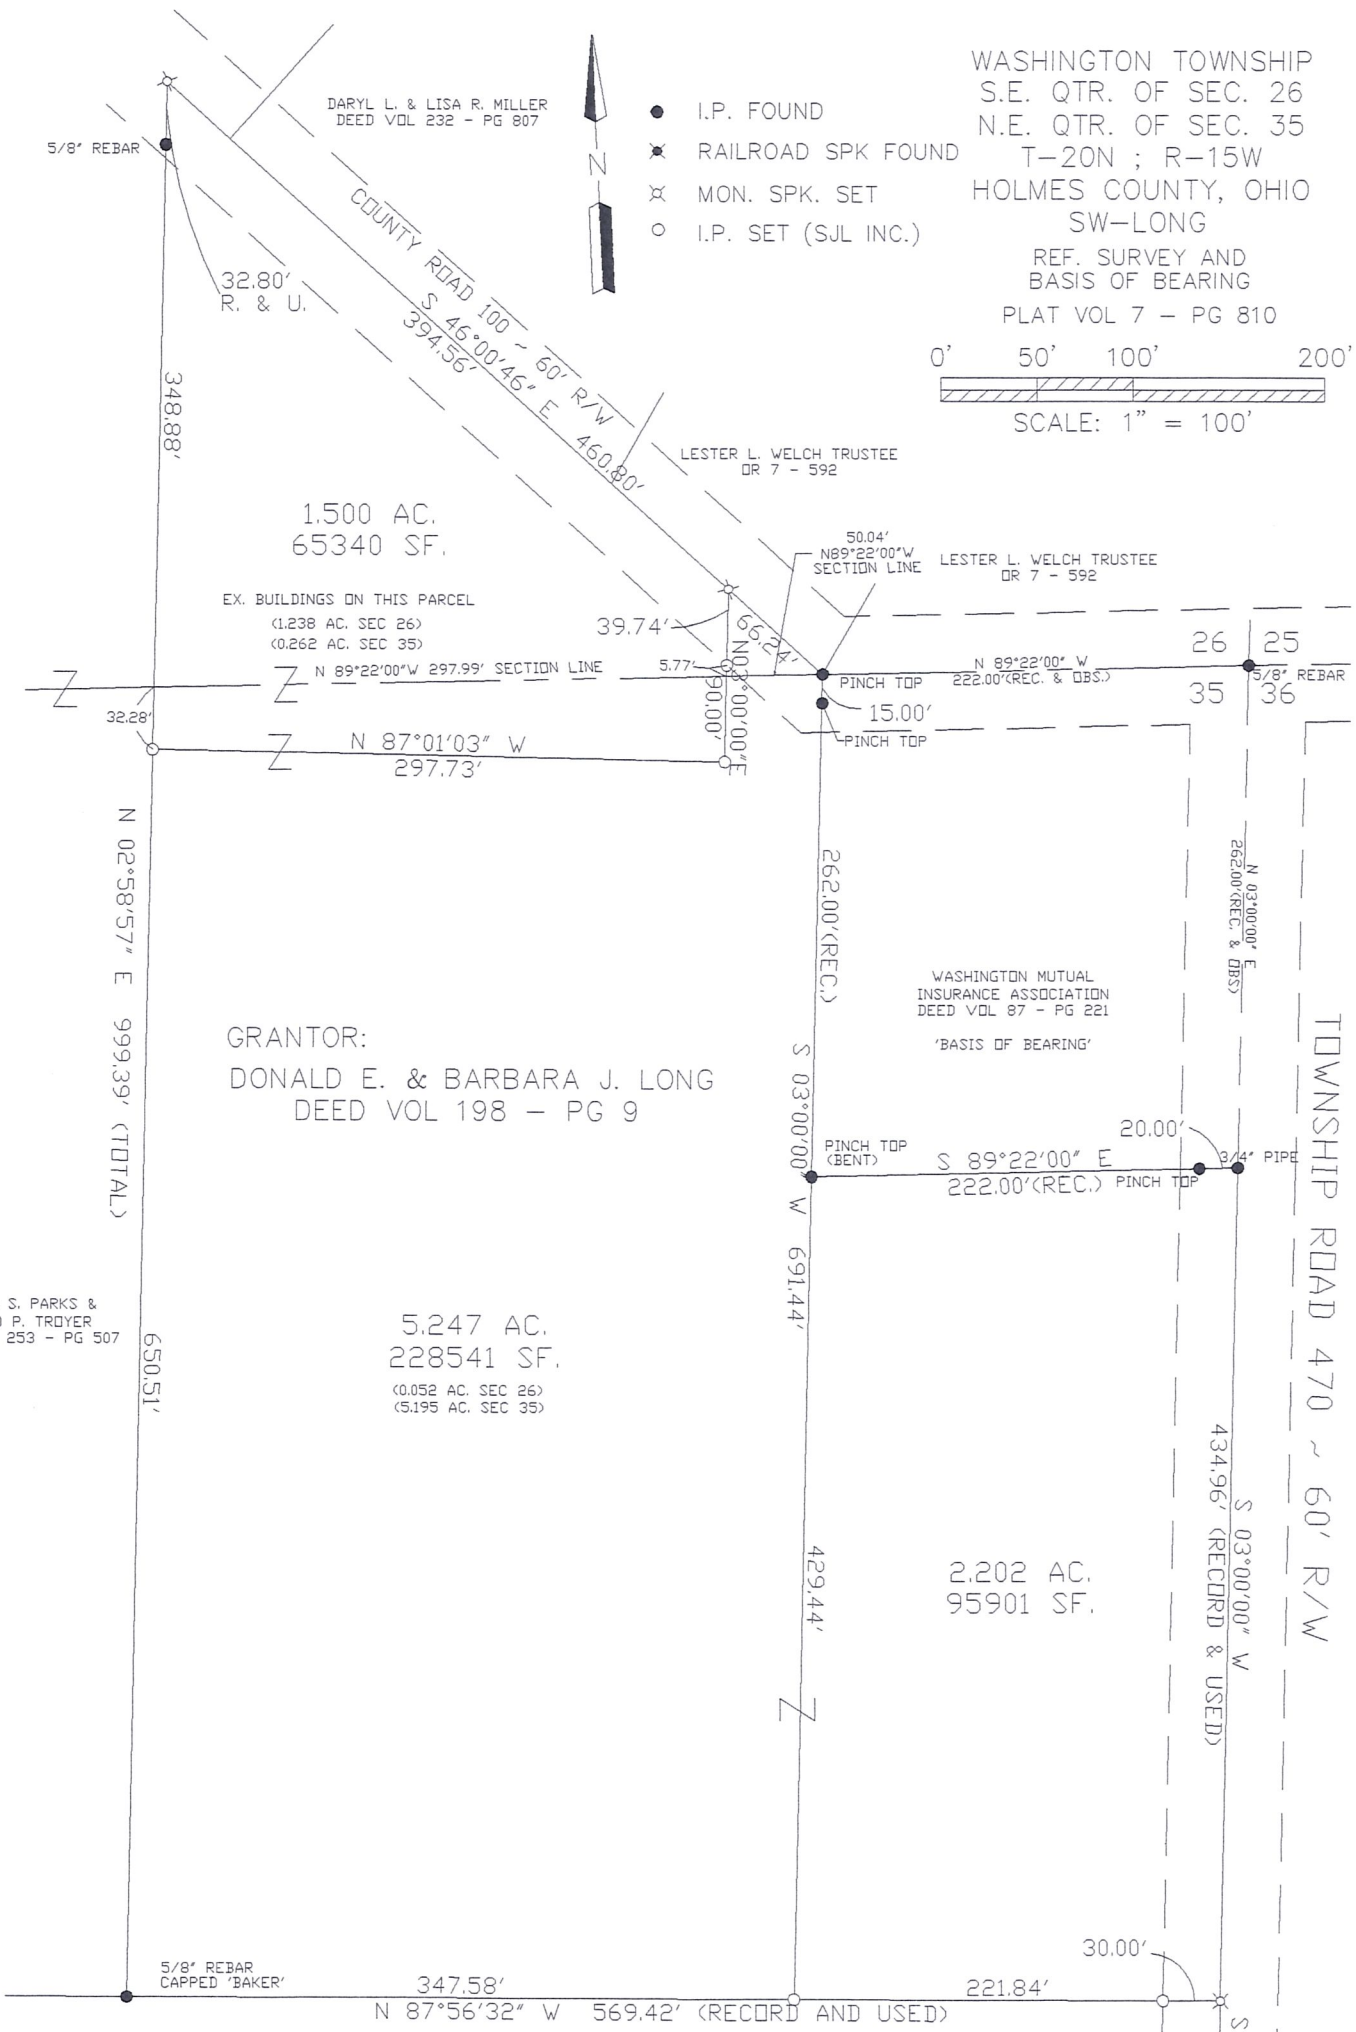 WASHINGTON TOWNSHIP
S.E. QTR. OF SEC. 26
N.E. QTR. OF SEC. 35
T-20N ; R-15W
HOLMES COUNTY, OHIO
SW-LONG
REF. SURVEY AND
BASIS OF BEARING
PLAT VOL 7 - PG 810
0' 50' 100' 200'
SCALE: 1" = 100'
N
I.P. FOUND
RAILROAD SPK FOUND
MON. SPK. SET
I.P. SET (SJL INC.)
DARYL L. & LISA R. MILLER
DEED VOL 232 - PG 807
5/8" REBAR
32.80'
R. & U.
COUNTY ROAD 100 ~ 60' R/W
S 46°00'46" E 460.80'
394.56'
348.88'
LESTER L. WELCH TRUSTEE
OR 7 - 592
1.500 AC.
65340 SF.
EX. BUILDINGS ON THIS PARCEL
(1.238 AC. SEC 26)
(0.262 AC. SEC 35)
50.04'
N89°22'00"W
SECTION LINE
LESTER L. WELCH TRUSTEE
OR 7 - 592
39.74'
66.24'
26 25
35 36
N 89°22'00"W 297.99' SECTION LINE
5.77'
N03°00'00"E
90.00'
PINCH TOP
N 89°22'00" W
222.00'(REC. & OBS.)
5/8" REBAR
15.00'
PINCH TOP
32.28'
N 87°01'03" W
297.73'
N 02°58'57" E 999.39' (TOTAL)
262.00'(REC.)
N 03°00'00" E
262.00'(REC. & OBS)
WASHINGTON MUTUAL
INSURANCE ASSOCIATION
DEED VOL 87 - PG 221
'BASIS OF BEARING'
GRANTOR:
DONALD E. & BARBARA J. LONG
DEED VOL 198 - PG 9
S 03°00'00" W 691.44'
PINCH TOP
(BENT)
S 89°22'00" E
222.00'(REC.)
PINCH TOP
20.00'
3/4" PIPE
TOWNSHIP ROAD 470 ~ 60' R/W
S. PARKS &
P. TROYER
253 - PG 507
650.51'
5.247 AC.
228541 SF.
(0.052 AC. SEC 26)
(5.195 AC. SEC 35)
429.44'
2.202 AC.
95901 SF.
S 03°00'00" W
434.96' (RECORD & USED)
30.00'
5/8" REBAR
CAPPED 'BAKER'
347.58'
221.84'
N 87°56'32" W 569.42' (RECORD AND USED)
S